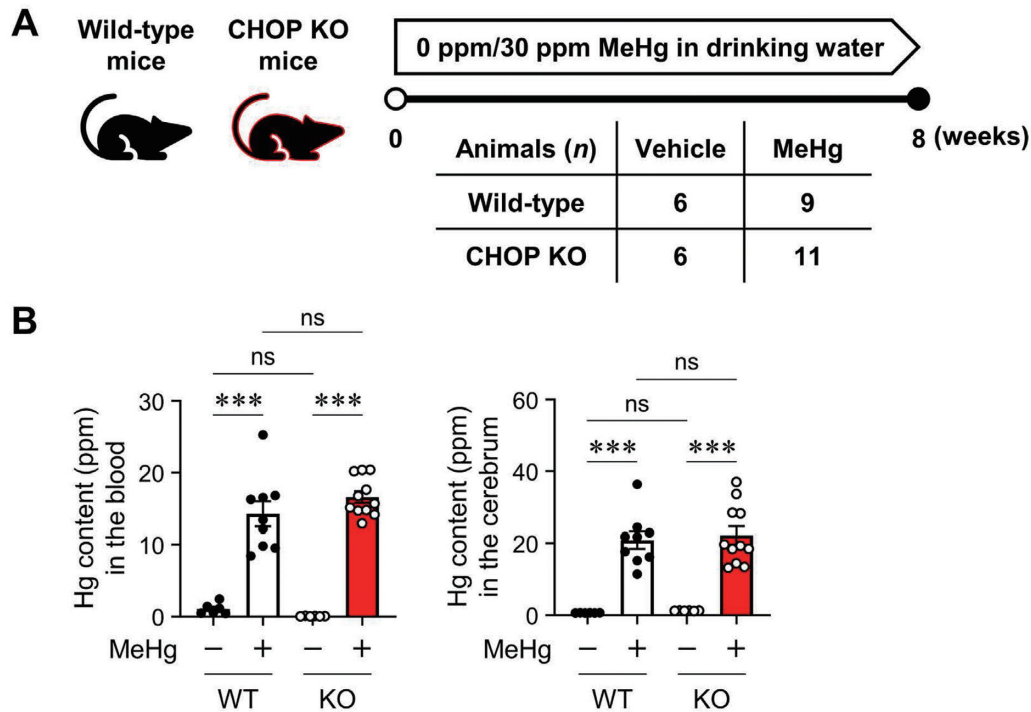 A
Wild-type
mice
CHOP KO
mice
0 ppm/30 ppm MeHg in drinking water
0
8 (weeks)
Animals (n) Vehicle MeHg
Wild-type 6 9
CHOP KO 6 11
B
ns
ns
*** ***
Hg content (ppm)
in the blood
30
20
10
0
MeHg − + − +
WT KO
ns
ns
*** ***
Hg content (ppm)
in the cerebrum
60
40
20
0
MeHg − + − +
WT KO